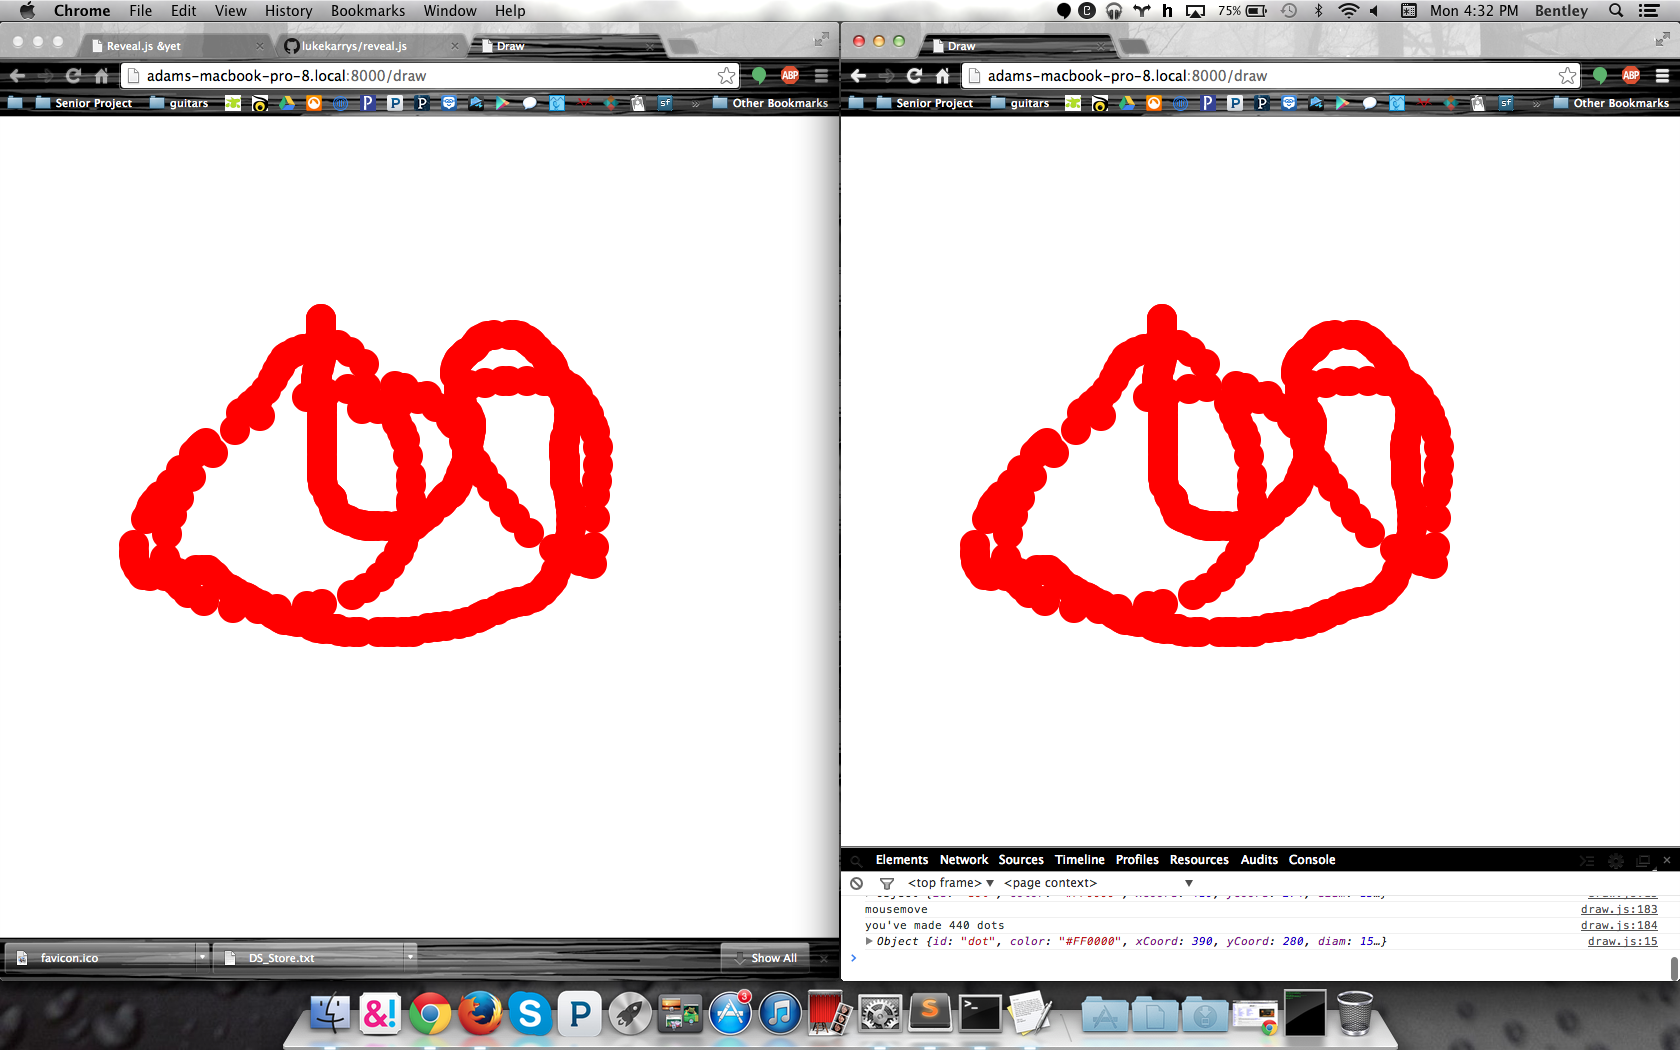 Chrome File Edit View History Bookmarks Window Help
75% Mon 4:32 PM Bentley
Reveal.js &yet
lukekarrys/reveal.js
Draw
adams-macbook-pro-8.local:8000/draw
Senior Project
guitars
sf
» Other Bookmarks
Draw
adams-macbook-pro-8.local:8000/draw
Senior Project
guitars
sf
» Other Bookmarks
Elements Network Sources Timeline Profiles Resources Audits Console
<top frame> <page context>
mousemove draw.js:183
you've made 440 dots draw.js:184
Object {id: "dot", color: "#FF0000", xCoord: 390, yCoord: 280, diam: 15…} draw.js:15
favicon.ico
DS_Store.txt
Show All